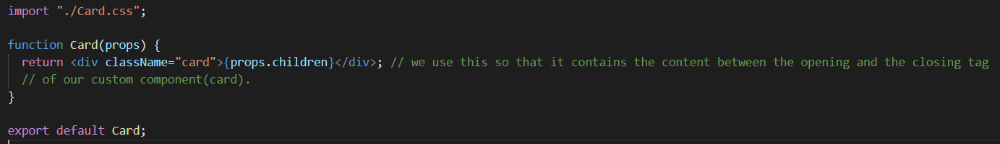 import "./Card.css";
function Card(props) {
return <div className="card">{props.children}</div>; // we use this so that it contains the content between the opening and the closing tag
// of our custom component(card).
}
export default Card;